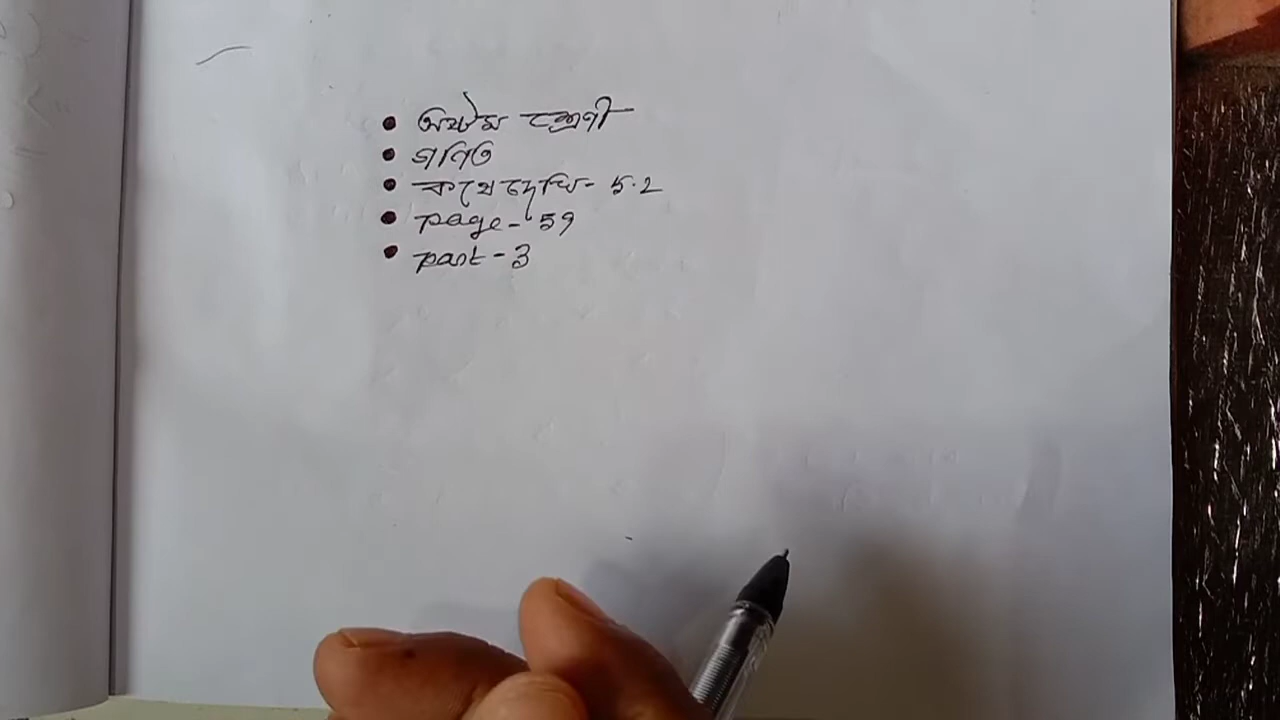 অষ্টম শ্রেণী
গণিত
কষে দেখি- 5.2
page- 59
part - 3